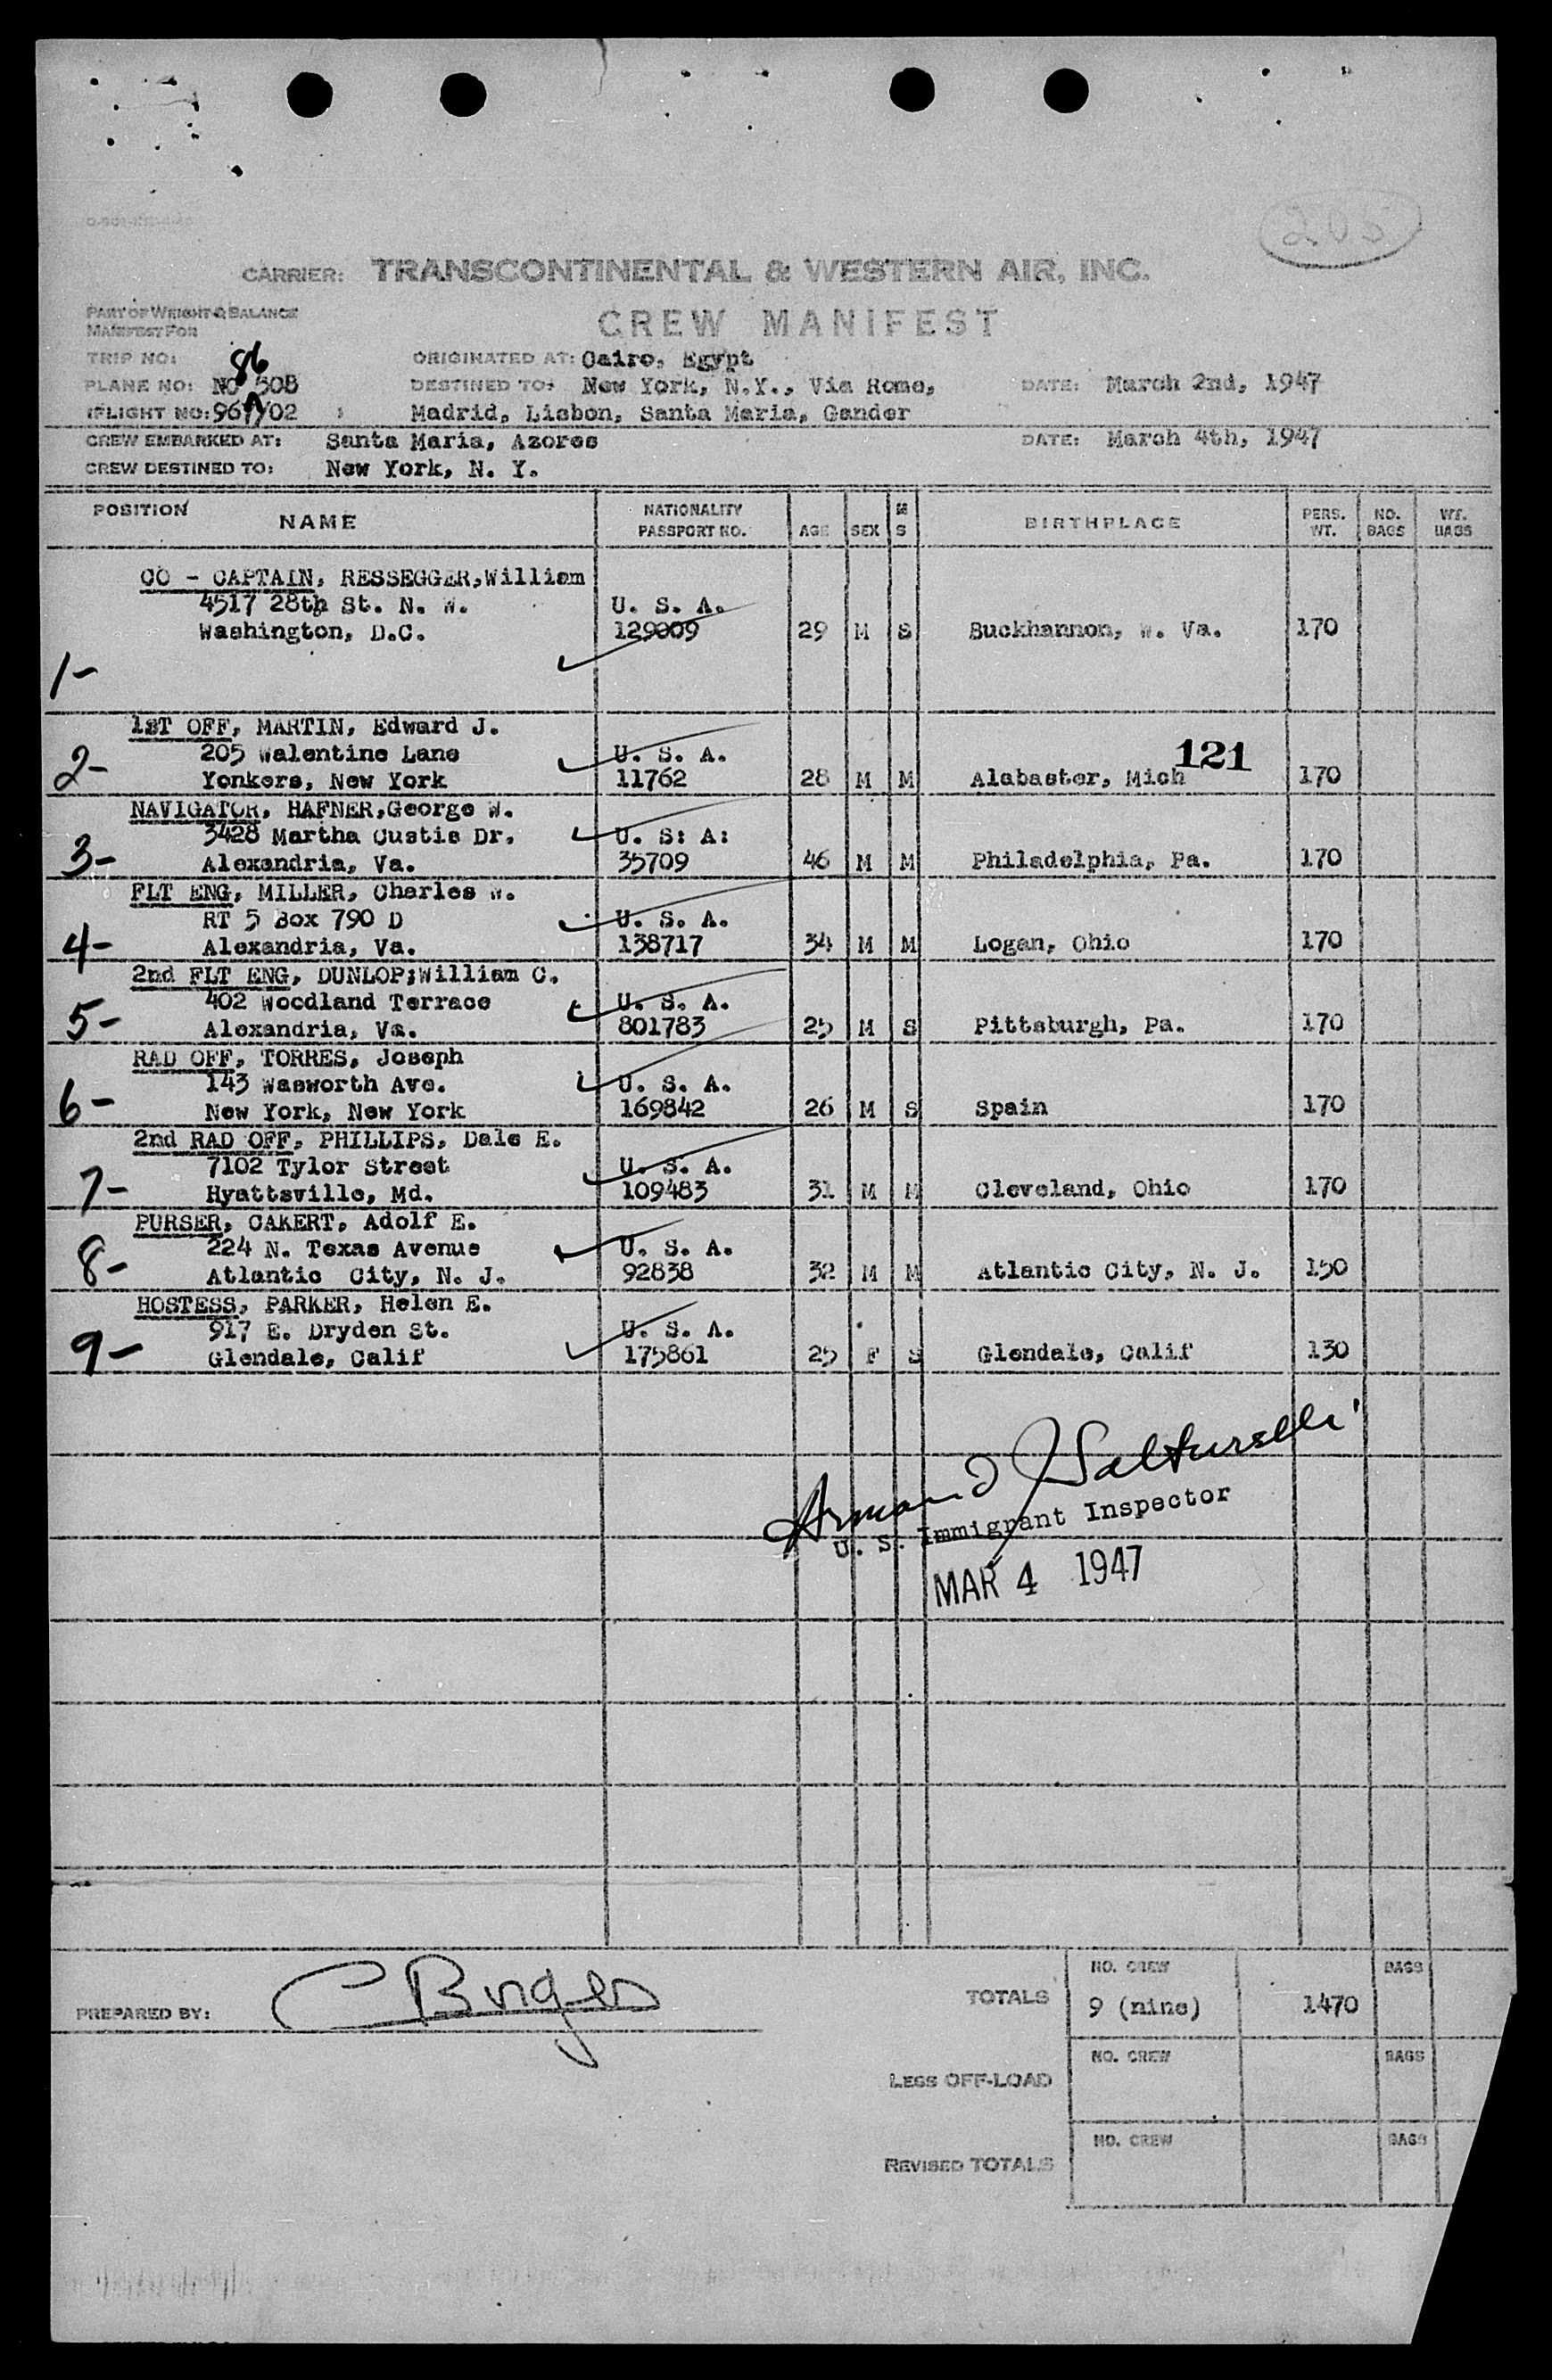 205
CARRIER: TRANSCONTINENTAL & WESTERN AIR, INC.
PART OF WEIGHT & BALANCE
MANIFEST FOR
CREW MANIFEST
TRIP NO:
86
ORIGINATED AT: Cairo, Egypt
PLANE NO: NC 508
DESTINED TO: New York, N.Y., Via Rome,
DATE: March 2nd, 1947
FLIGHT NO: 967/02
Madrid, Lisbon, Santa Maria, Gander
CREW EMBARKED AT: Santa Maria, Azores
DATE: March 4th, 1947
CREW DESTINED TO: New York, N. Y.
POSITION NAME NATIONALITY PASSPORT NO. AGE SEX M S BIRTHPLACE PERS. WT. NO. BAGS WT. BAGS
CO - CAPTAIN, RESSEGGER,William
4517 28th St. N. W. U. S. A.
Washington, D.C. 129009 29 M S Buckhannon, W. Va. 170
1-
1ST OFF, MARTIN, Edward J.
205 Walentine Lane U. S. A. 121
2- Yonkers, New York 11762 28 M M Alabaster, Mich 170
NAVIGATOR, HAFNER,George W.
3428 Martha Custis Dr. U. S: A:
3- Alexandria, Va. 35709 46 M M Philadelphia, Pa. 170
FLT ENG, MILLER, Charles W.
RT 5 Box 790 D U. S. A.
4- Alexandria, Va. 138717 34 M M Logan, Ohio 170
2nd FLT ENG, DUNLOP;William C.
402 Woodland Terrace U. S. A.
5- Alexandria, Va. 801783 25 M S Pittsburgh, Pa. 170
RAD OFF, TORRES, Joseph
143 Wasworth Ave. U. S. A.
6- New York, New York 169842 26 M S Spain 170
2nd RAD OFF, PHILLIPS, Dale E.
7102 Tylor Street U. S. A.
7- Hyattsville, Md. 109483 31 M M Cleveland, Ohio 170
PURSER, CAKERT, Adolf E.
224 N. Texas Avenue U. S. A.
8- Atlantic City, N. J. 92838 32 M M Atlantic City, N. J. 150
HOSTESS, PARKER, Helen E.
917 E. Dryden St. U. S. A.
9- Glendale, Calif 175861 25 F S Glendale, Calif 130
Armand
U. S. Immigrant Inspector
MAR 4 1947
NO. CREW BAGS
PREPARED BY: C Burges
TOTALS 9 (nine) 1470
NO. CREW BAGS
LESS OFF-LOAD
NO. CREW BAGS
REVISED TOTALS